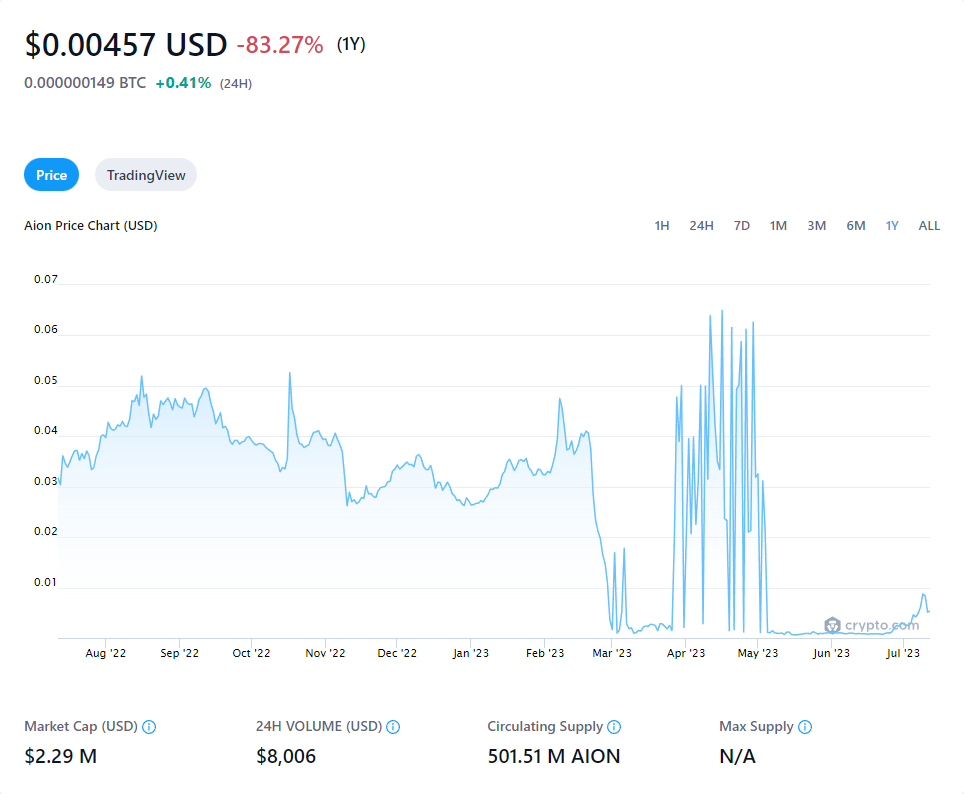 $0.00457 USD -83.27% (1Y)
0.000000149 BTC +0.41% (24H)
Price TradingView
Aion Price Chart (USD) 1H 24H 7D 1M 3M 6M 1Y ALL
0.07
0.06
0.05
0.04
0.03
0.02
0.01
crypto.com
Aug '22 Sep '22 Oct '22 Nov '22 Dec '22 Jan '23 Feb '23 Mar '23 Apr '23 May '23 Jun '23 Jul '23
Market Cap (USD) 24H VOLUME (USD) Circulating Supply Max Supply
$2.29 M $8,006 501.51 M AION N/A